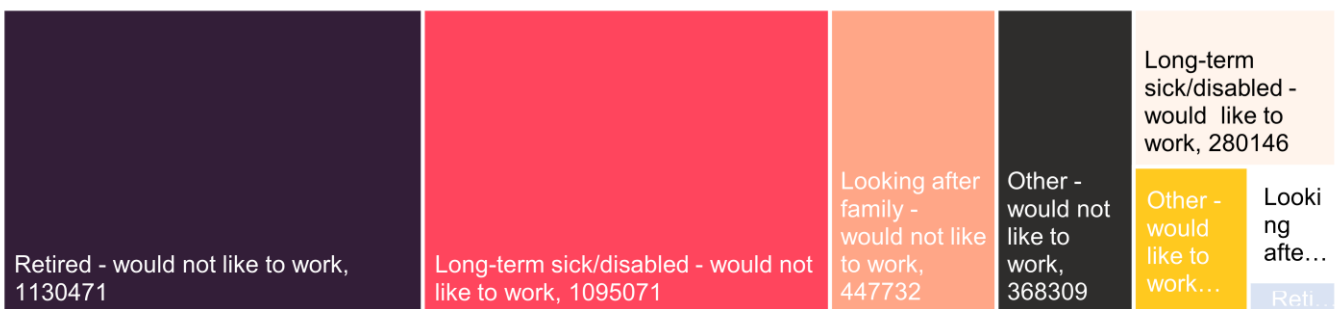 Retired - would not like to work,
1130471
Long-term sick/disabled - would not
like to work, 1095071
Looking after
family -
would not like
to work,
447732
Other -
would not
like to
work,
368309
Long-term
sick/disabled -
would  like to
work, 280146
Other -
would
like to
work…
Looki
ng
afte…
Reti…